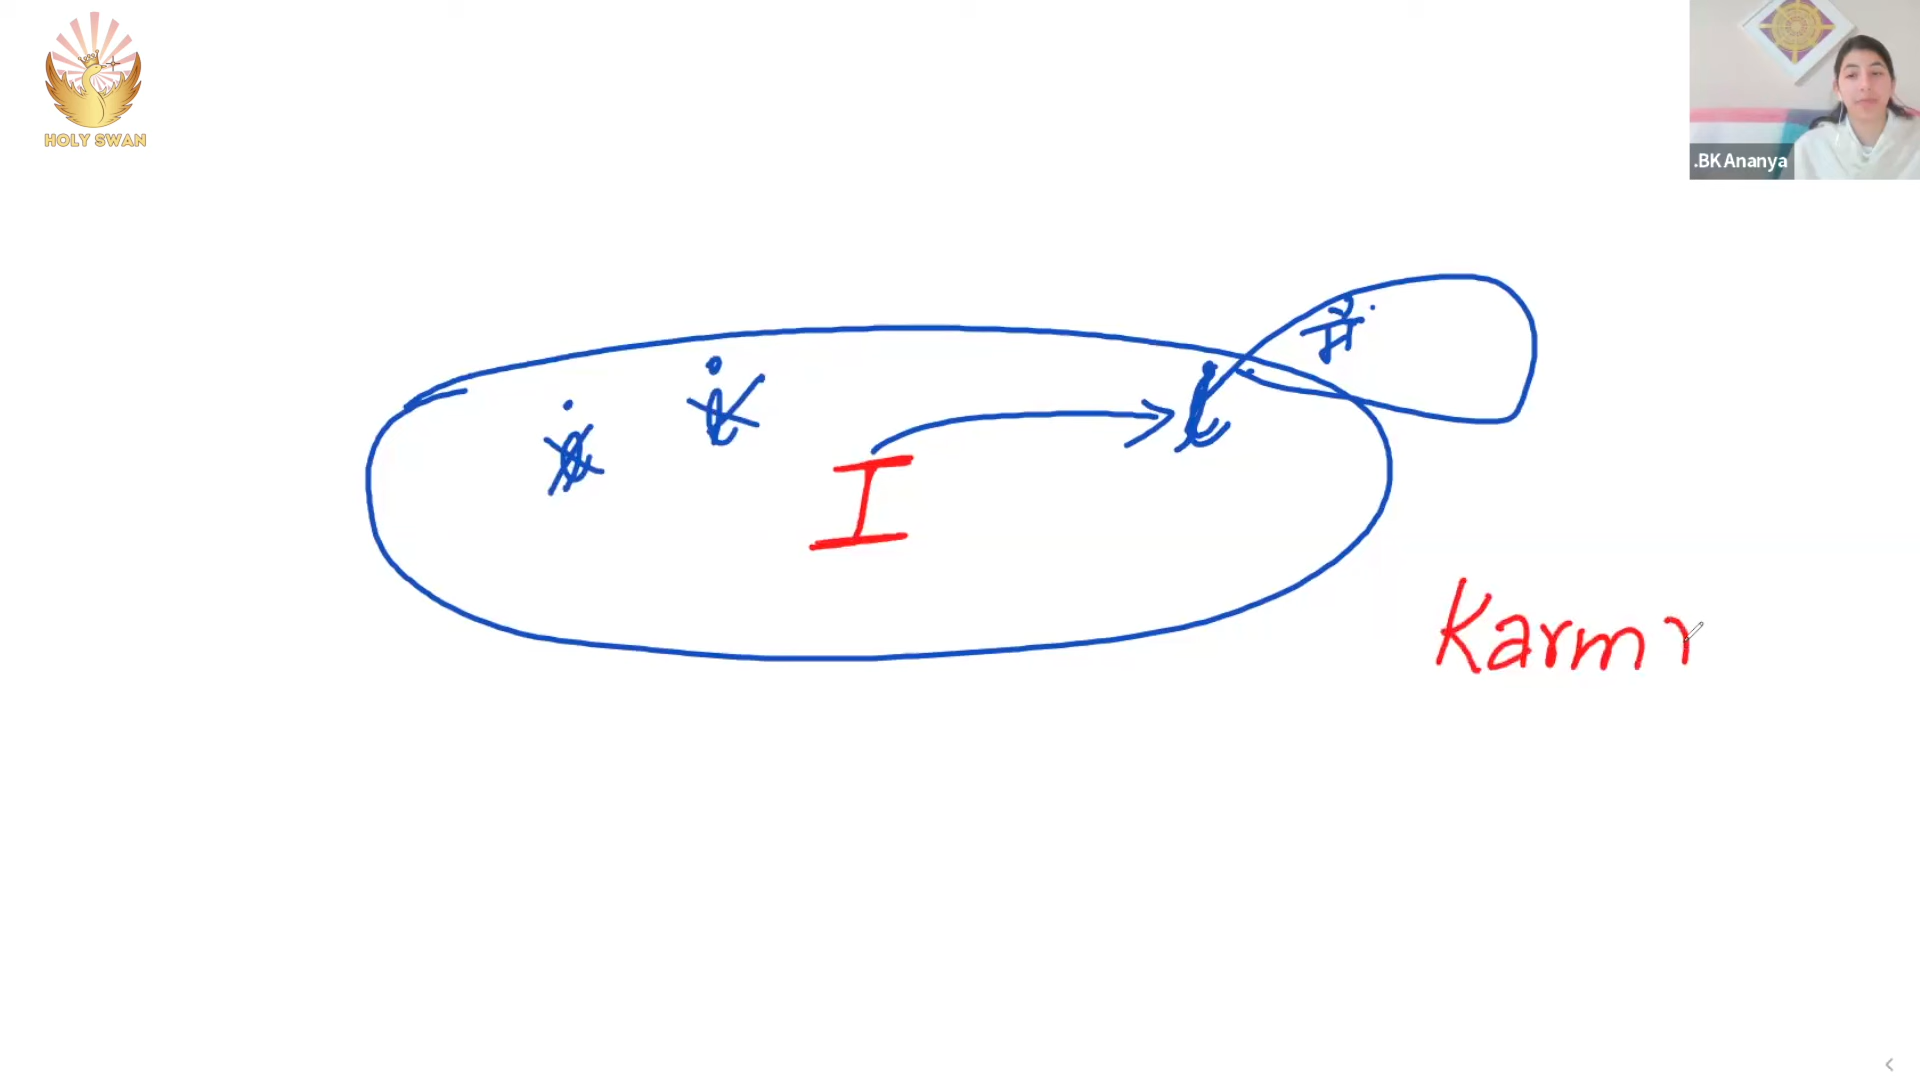 HOLY SWAN
.BK Ananya
में
I
Karm